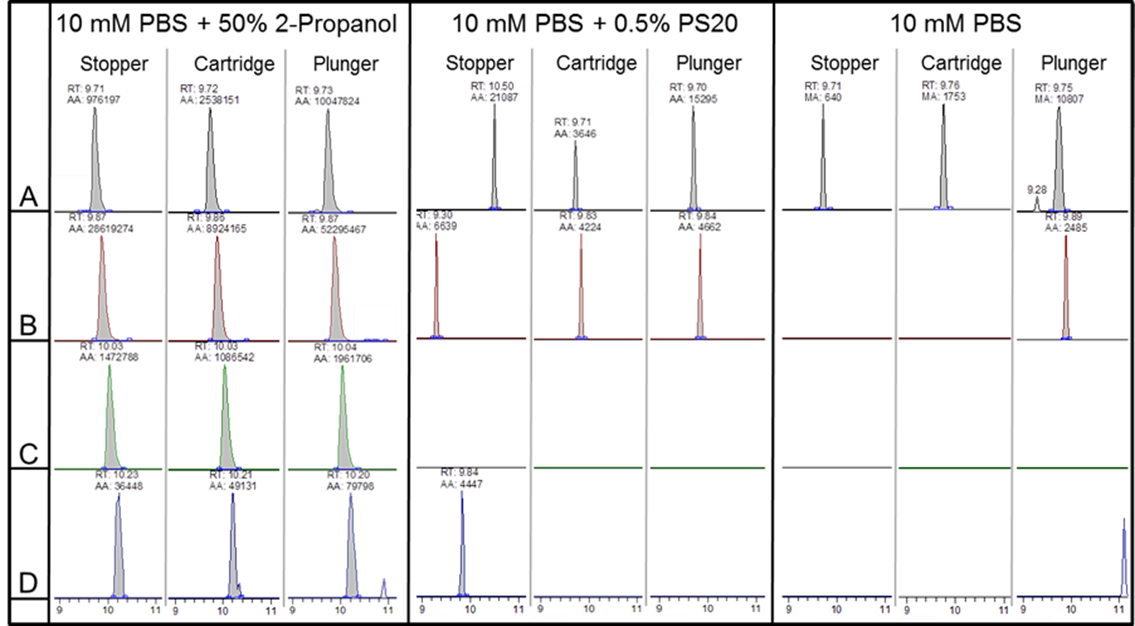 10 mM PBS + 50% 2-Propanol 10 mM PBS + 0.5% PS20 10 mM PBS
Stopper Cartridge Plunger Stopper Cartridge Plunger Stopper Cartridge Plunger
RT: 9.71 RT: 9.72 RT: 9.73 RT: 10.50 RT: 9.71 RT: 9.70 RT: 9.71 RT: 9.76 RT: 9.75
AA: 976197 AA: 2538151 AA: 10047824 AA: 21087 AA: 3646 AA: 15295 MA: 640 MA: 1753 MA: 10807
9.28
A
RT: 9.87 RT: 9.86 RT: 9.87 RT: 9.30 RT: 9.83 RT: 9.84 RT: 9.89
AA: 28619274 AA: 8924165 AA: 52295467 AA: 6639 AA: 4224 AA: 4662 AA: 2485
B
RT: 10.03 RT: 10.03 RT: 10.04
AA: 1472788 AA: 1086542 AA: 1961706
C
RT: 10.23 RT: 10.21 RT: 10.20 RT: 9.84
AA: 36448 AA: 49131 AA: 79798 AA: 4447
D
9 10 11 9 10 11 9 10 11 9 10 11 9 10 11 9 10 11 9 10 11 9 10 11 9 10 11